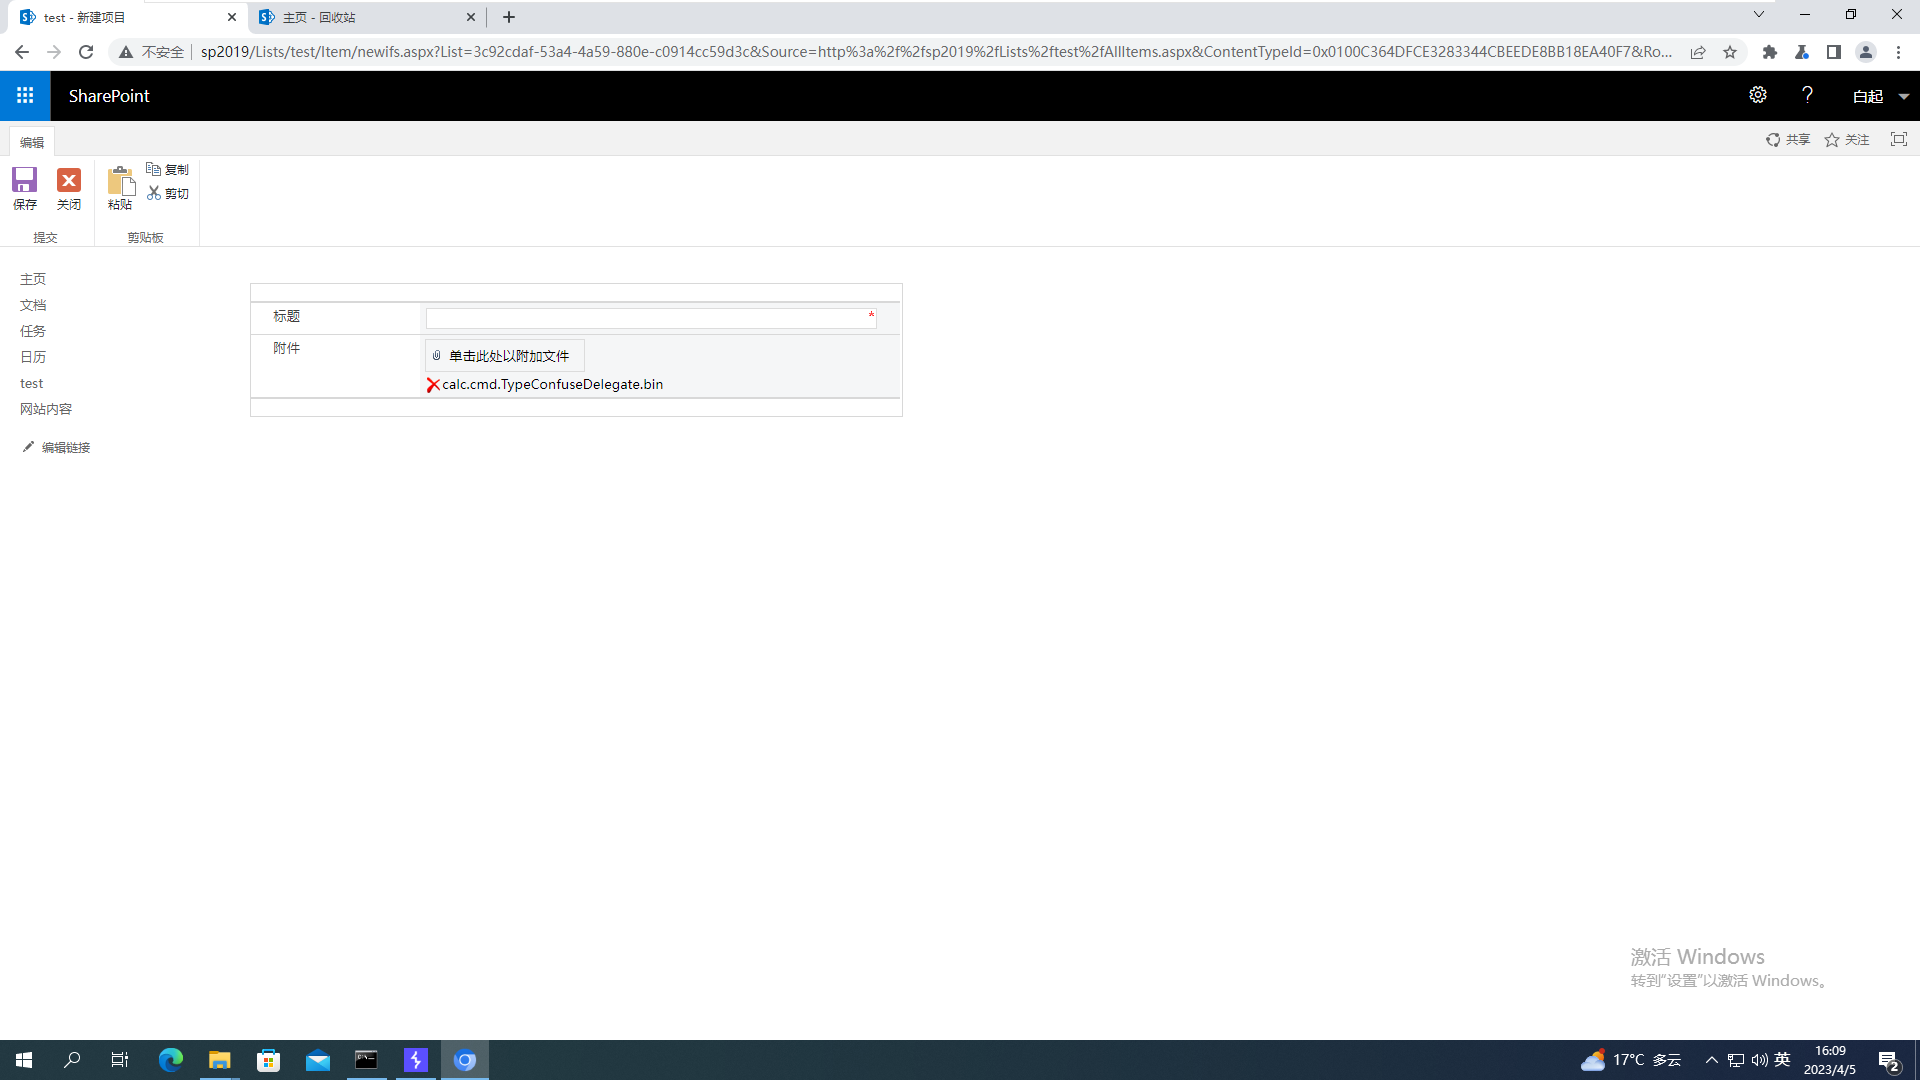 test - 新建项目
主页 - 回收站
不安全
sp2019/Lists/test/Item/newifs.aspx?List=3c92cdaf-53a4-4a59-880e-c0914cc59d3c&Source=http%3a%2f%2fsp2019%2fLists%2ftest%2fAllItems.aspx&ContentTypeId=0x0100C364DFCE3283344CBEEDE8BB18EA40F7&Ro...
SharePoint
白起
编辑
共享
关注
保存
关闭
粘贴
复制
剪切
提交
剪贴板
主页
文档
任务
日历
test
网站内容
编辑链接
标题
*
附件
单击此处以附加文件
calc.cmd.TypeConfuseDelegate.bin
激活 Windows
转到“设置”以激活 Windows。
17°C 多云
英
16:09
2023/4/5
2